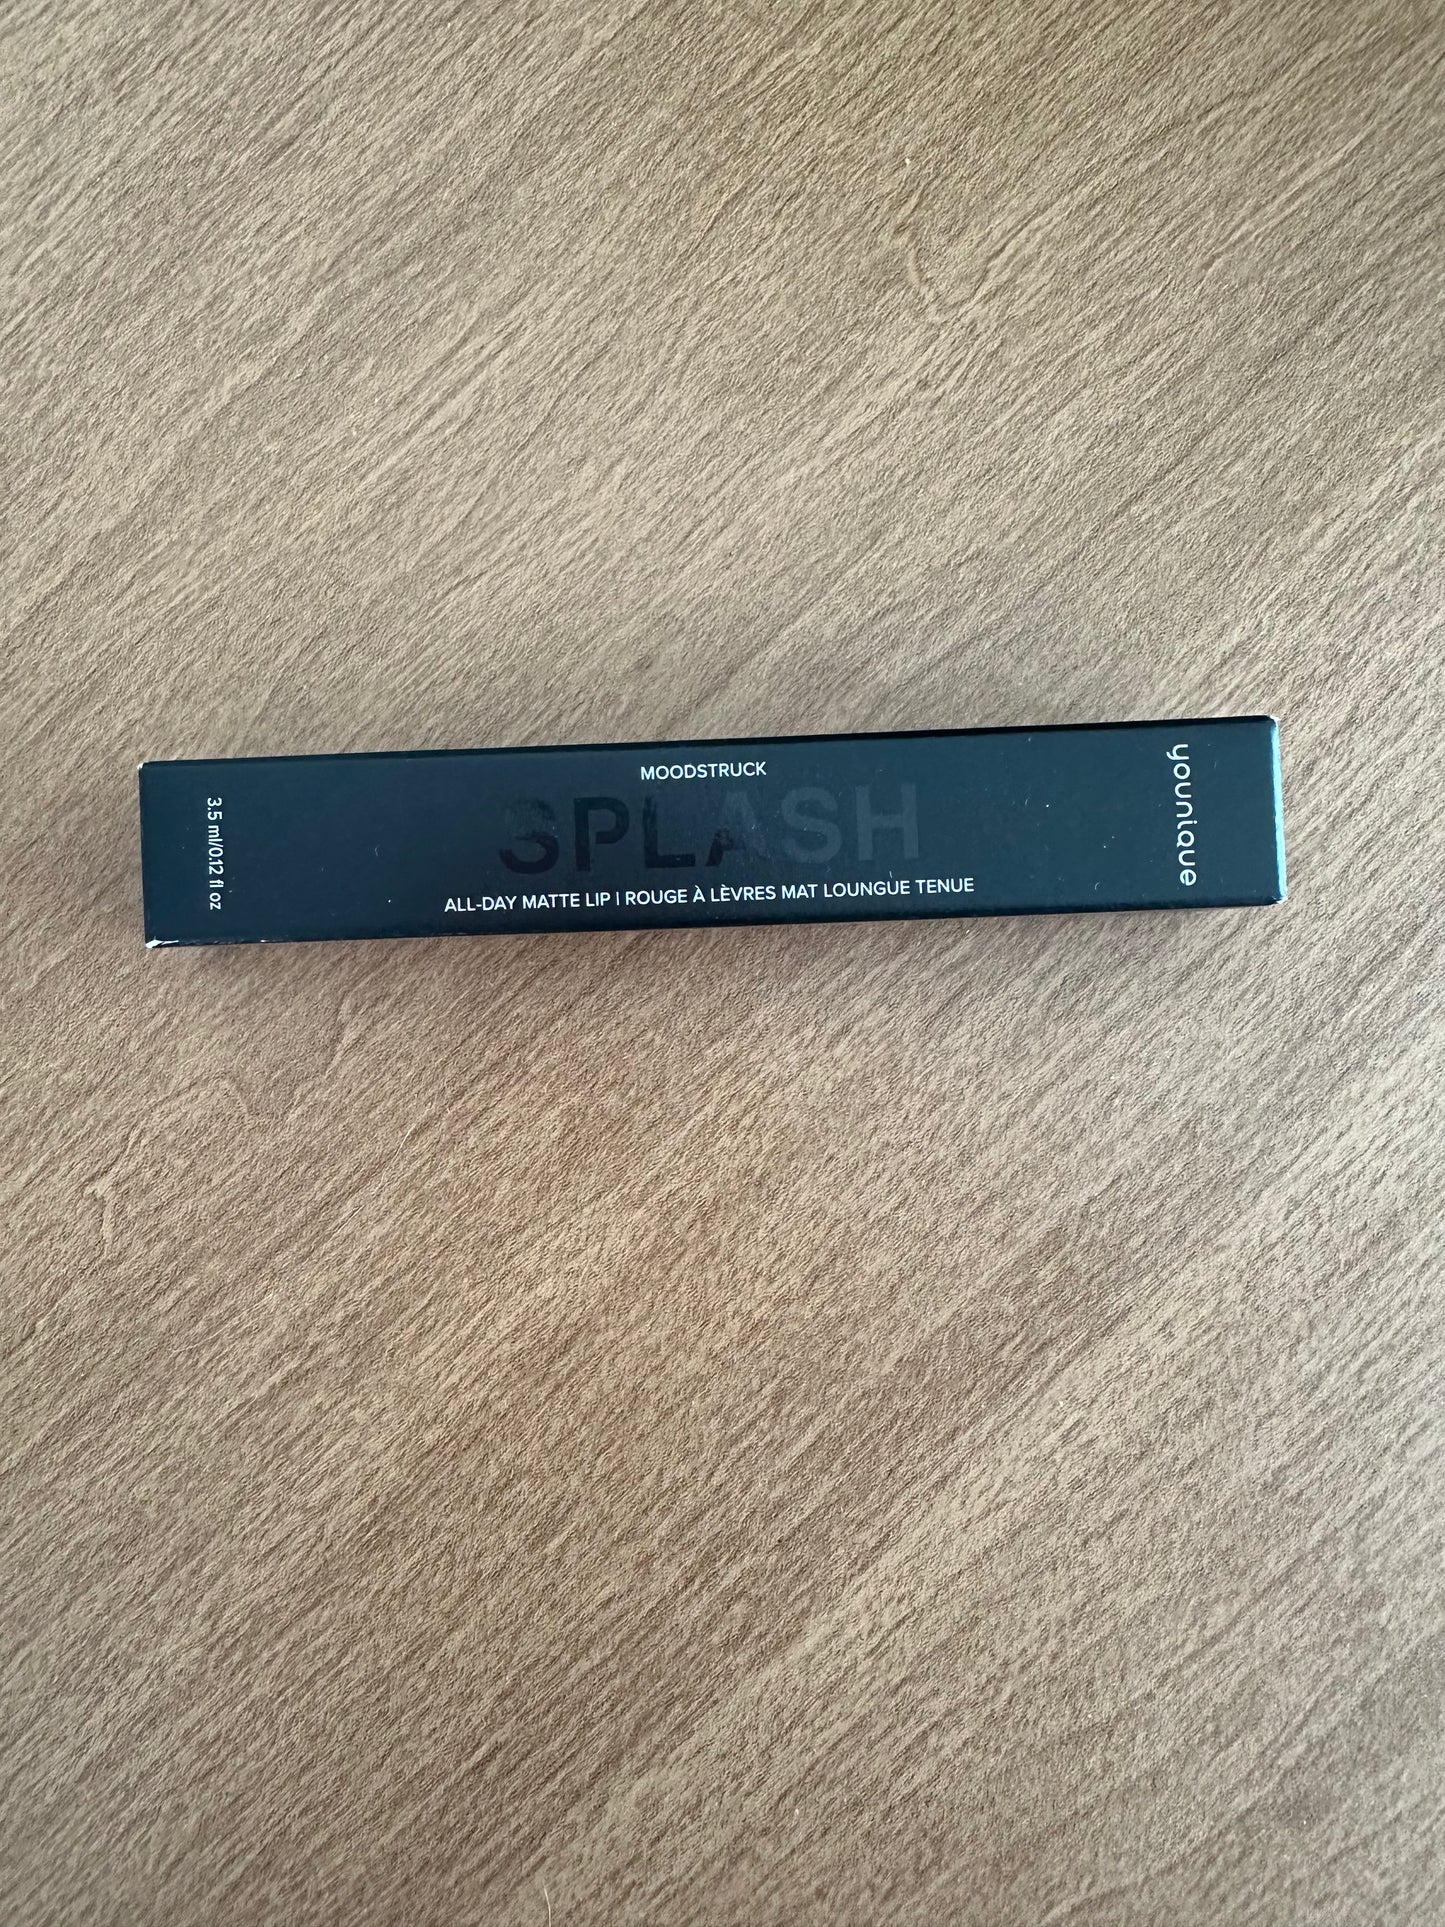 MOODSTRUCK
SPLASH
ALL-DAY MATTE LIP | ROUGE À LÈVRES MAT LOUNGUE TENUE
younique
3.5 ml/0.12 fl oz